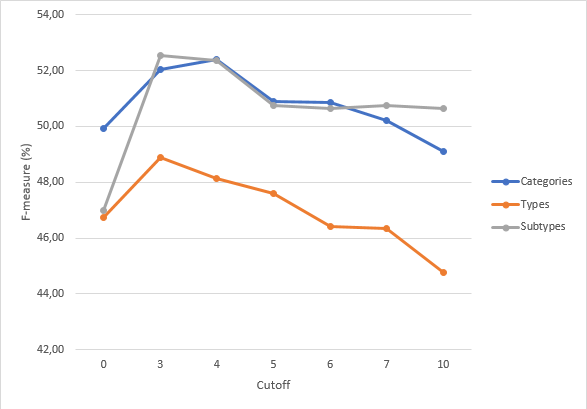 54,00
52,00
50,00
48,00
46,00
44,00
42,00
F-measure (%)
0 3 4 5 6 7 10
Cutoff
Categories
Types
Subtypes